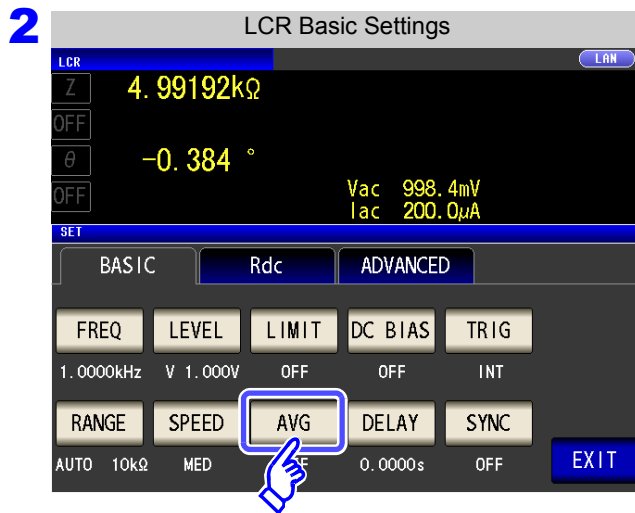 2
LCR Basic Settings
LCR LAN
Z 4.99192kΩ
OFF
θ -0.384 °
OFF
Vac 998.4mV
Iac 200.0μA
SET
BASIC Rdc ADVANCED
FREQ LEVEL LIMIT DC BIAS TRIG
1.0000kHz V 1.000V OFF OFF INT
RANGE SPEED AVG DELAY SYNC
AUTO 10kΩ MED 0.0000s OFF EXIT